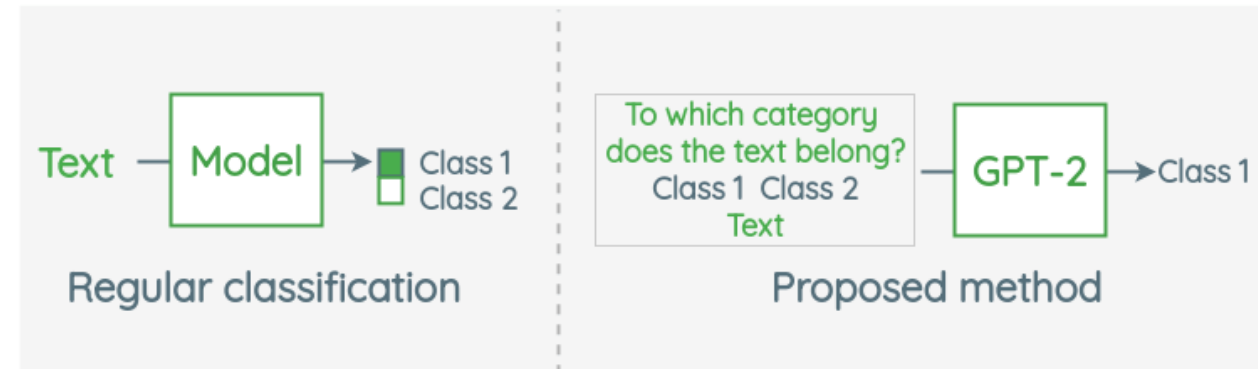 Text
Model
Class 1
Class 2
Regular classification
To which category
does the text belong?
Class 1 Class 2
Text
GPT-2
Class 1
Proposed method